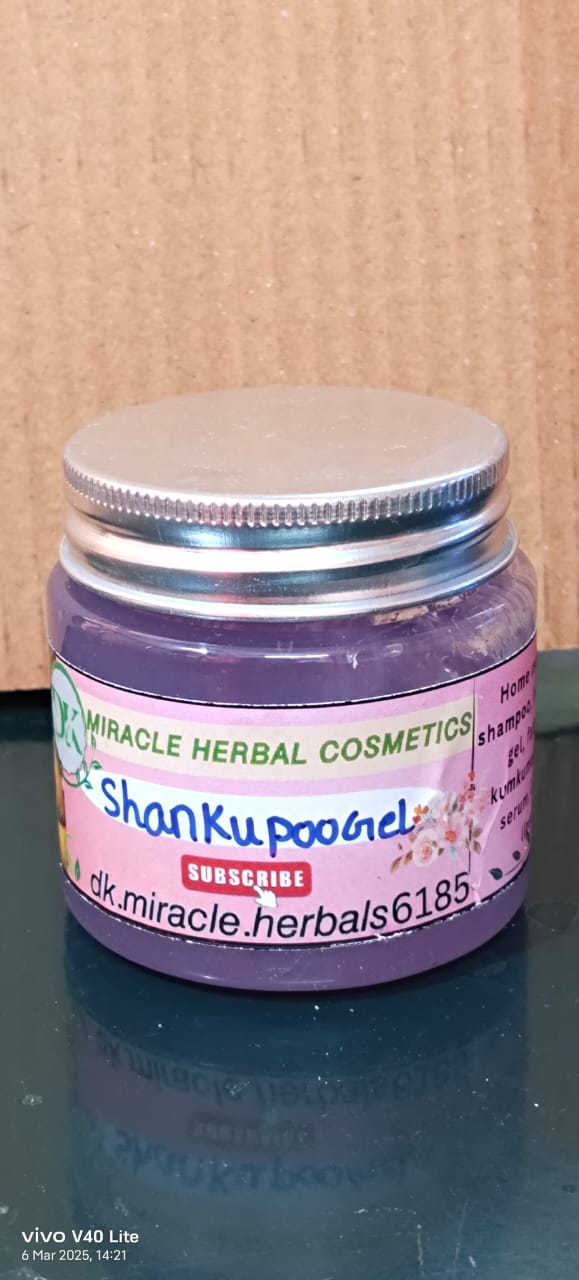 DK
MIRACLE HERBAL COSMETICS
ShankupooGel
SUBSCRIBE
dk.miracle.herbals6185
Home
shampoo,
gel,
serum
vivo V40 Lite
6 Mar 2025, 14:21